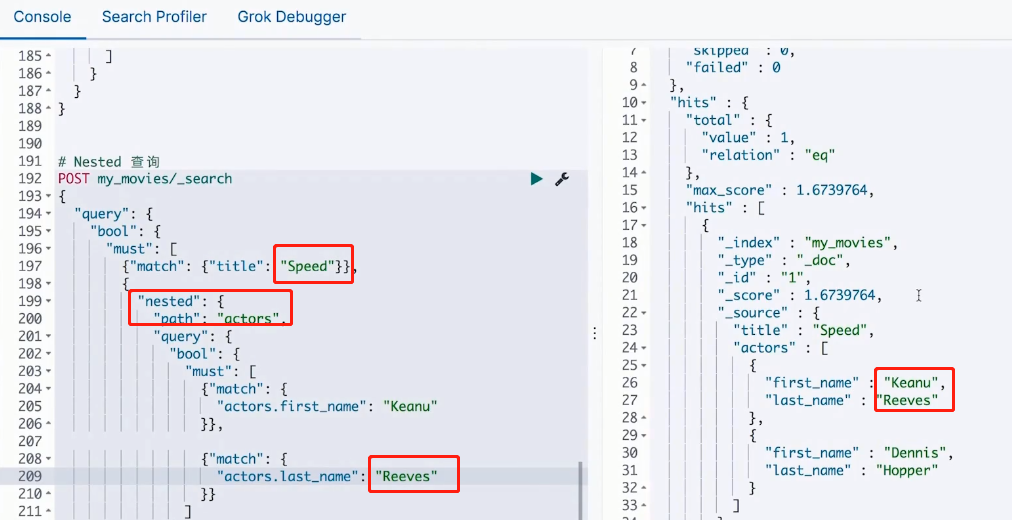 Console Search Profiler Grok Debugger
185 ]
186 }
187 }
188 }
189
190
191 # Nested 查询
192 POST my_movies/_search
193 {
194 "query": {
195 "bool": {
196 "must": [
197 {"match": {"title": "Speed"}},
198 {
199 "nested": {
200 "path": "actors",
201 "query": {
202 "bool": {
203 "must": [
204 {"match": {
205 "actors.first_name": "Keanu"
206 }},
207
208 {"match": {
209 "actors.last_name": "Reeves"
210 }}
211 ]
7 "skipped" : 0,
8 "failed" : 0
9 },
10 "hits" : {
11 "total" : {
12 "value" : 1,
13 "relation" : "eq"
14 },
15 "max_score" : 1.6739764,
16 "hits" : [
17 {
18 "_index" : "my_movies",
19 "_type" : "_doc",
20 "_id" : "1",
21 "_score" : 1.6739764,
22 "_source" : {
23 "title" : "Speed",
24 "actors" : [
25 {
26 "first_name" : "Keanu",
27 "last_name" : "Reeves"
28 },
29 {
30 "first_name" : "Dennis",
31 "last_name" : "Hopper"
32 }
33 ]